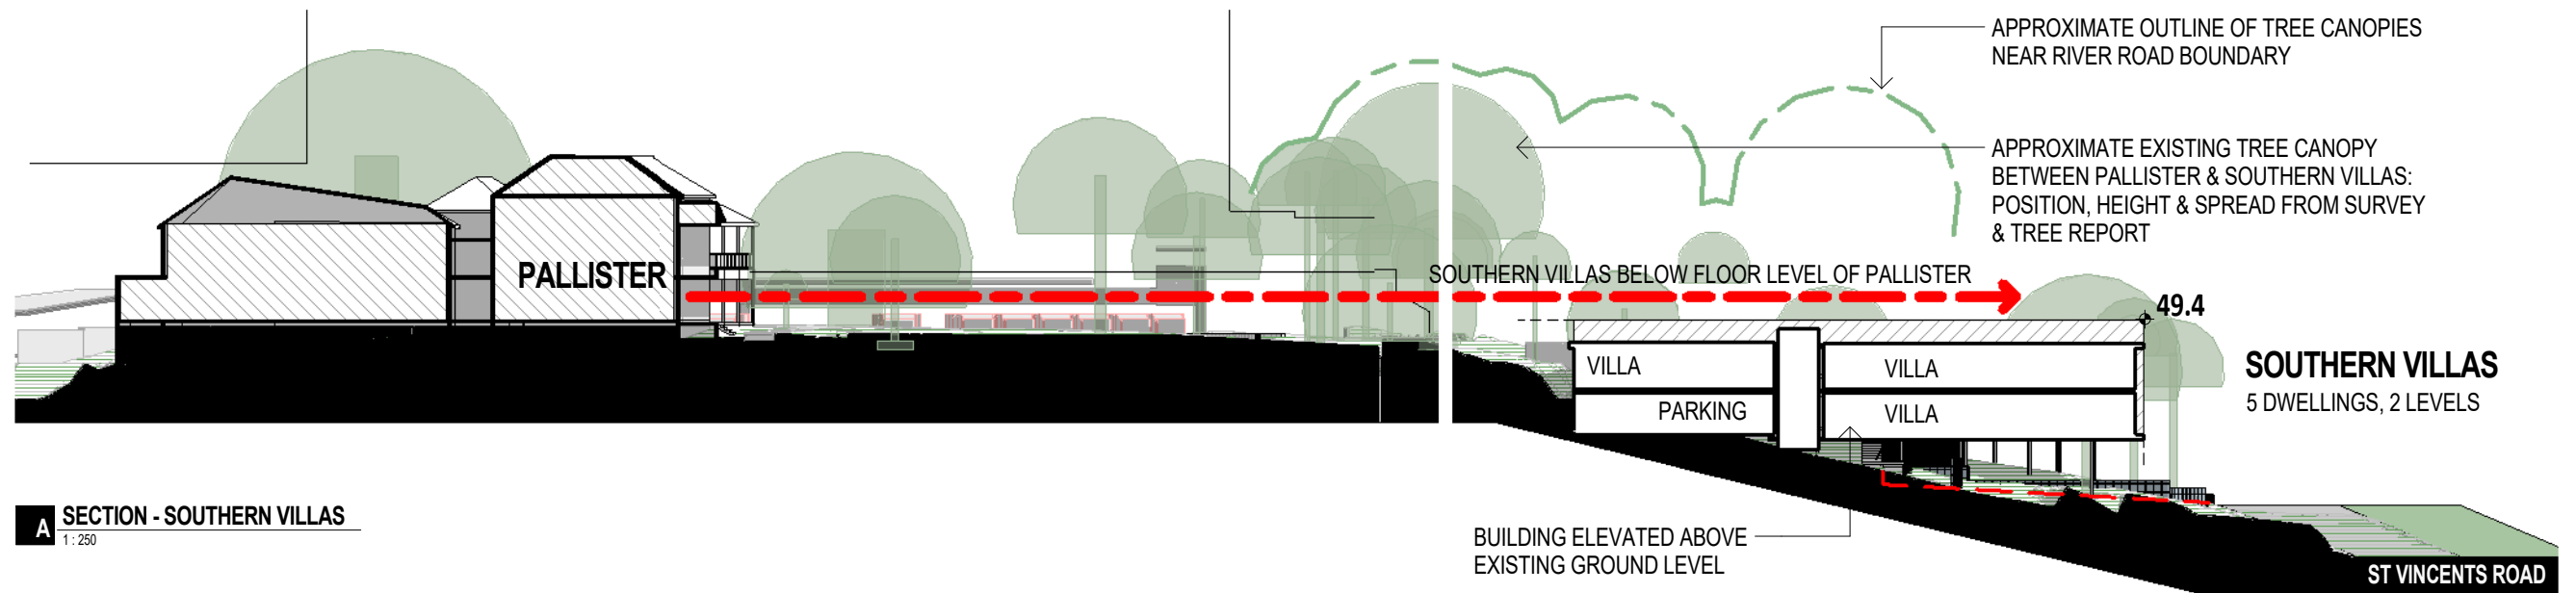 APPROXIMATE OUTLINE OF TREE CANOPIES
NEAR RIVER ROAD BOUNDARY
APPROXIMATE EXISTING TREE CANOPY
BETWEEN PALLISTER & SOUTHERN VILLAS:
POSITION, HEIGHT & SPREAD FROM SURVEY
& TREE REPORT
PALLISTER
SOUTHERN VILLAS BELOW FLOOR LEVEL OF PALLISTER
49.4
VILLA
VILLA
PARKING
VILLA
SOUTHERN VILLAS
5 DWELLINGS, 2 LEVELS
A SECTION - SOUTHERN VILLAS
1 : 250
BUILDING ELEVATED ABOVE
EXISTING GROUND LEVEL
ST VINCENTS ROAD